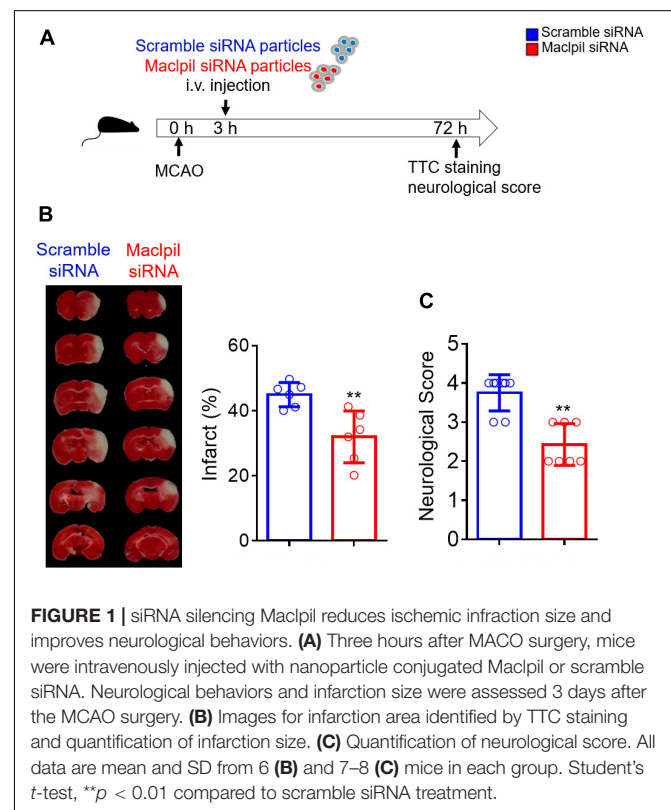 A
Scramble siRNA particles
Maclpil siRNA particles
i.v. injection
Scramble siRNA
Maclpil siRNA
0 h
3 h
72 h
MCAO
TTC staining
neurological score
B
Scramble
siRNA
Maclpil
siRNA
Infarct (%)
60
40
20
0
**
C
Neurological Score
5
4
3
2
1
0
**
FIGURE 1 | siRNA silencing Maclpil reduces ischemic infraction size and
improves neurological behaviors. (A) Three hours after MACO surgery, mice
were intravenously injected with nanoparticle conjugated Maclpil or scramble
siRNA. Neurological behaviors and infarction size were assessed 3 days after
the MCAO surgery. (B) Images for infarction area identified by TTC staining
and quantification of infarction size. (C) Quantification of neurological score. All
data are mean and SD from 6 (B) and 7–8 (C) mice in each group. Student's
t-test, **p < 0.01 compared to scramble siRNA treatment.